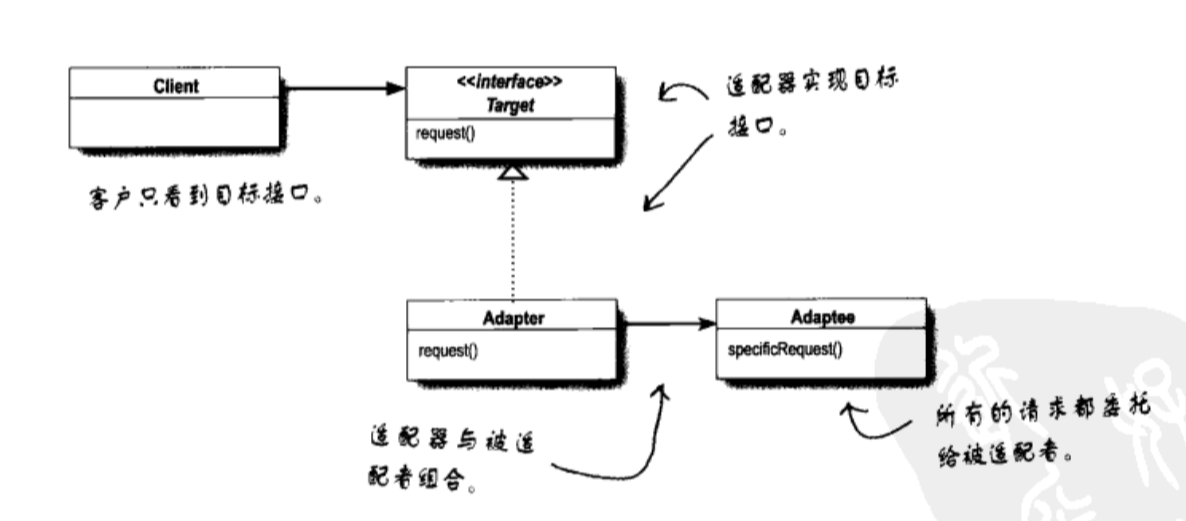 Client
<<interface>>
Target
request()
适配器实现目标
接口。
客户只看到目标接口。
Adapter
request()
Adaptee
specificRequest()
适配器与被适
配者组合。
所有的请求都委托
给被适配者。